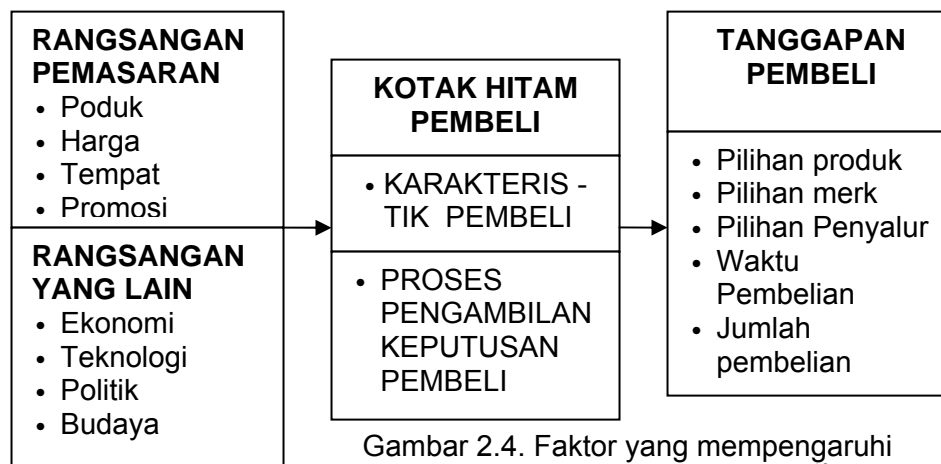 RANGSANGAN
PEMASARAN
• Poduk
• Harga
• Tempat
• Promosi
RANGSANGAN
YANG LAIN
• Ekonomi
• Teknologi
• Politik
• Budaya
KOTAK HITAM
PEMBELI
• KARAKTERIS -
TIK PEMBELI
• PROSES
PENGAMBILAN
KEPUTUSAN
PEMBELI
TANGGAPAN
PEMBELI
• Pilihan produk
• Pilihan merk
• Pilihan Penyalur
• Waktu
Pembelian
• Jumlah
pembelian
Gambar 2.4. Faktor yang mempengaruhi